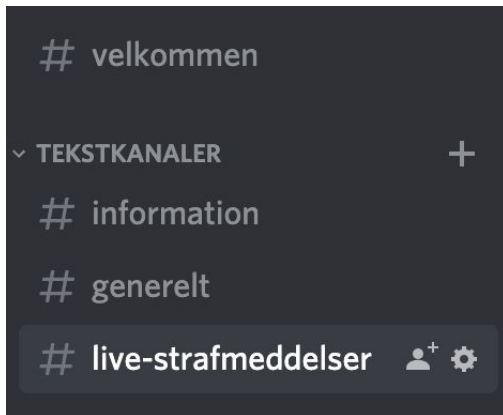 # velkommen
TEKSTKANALER
# information
# generelt
# live-strafmeddelser